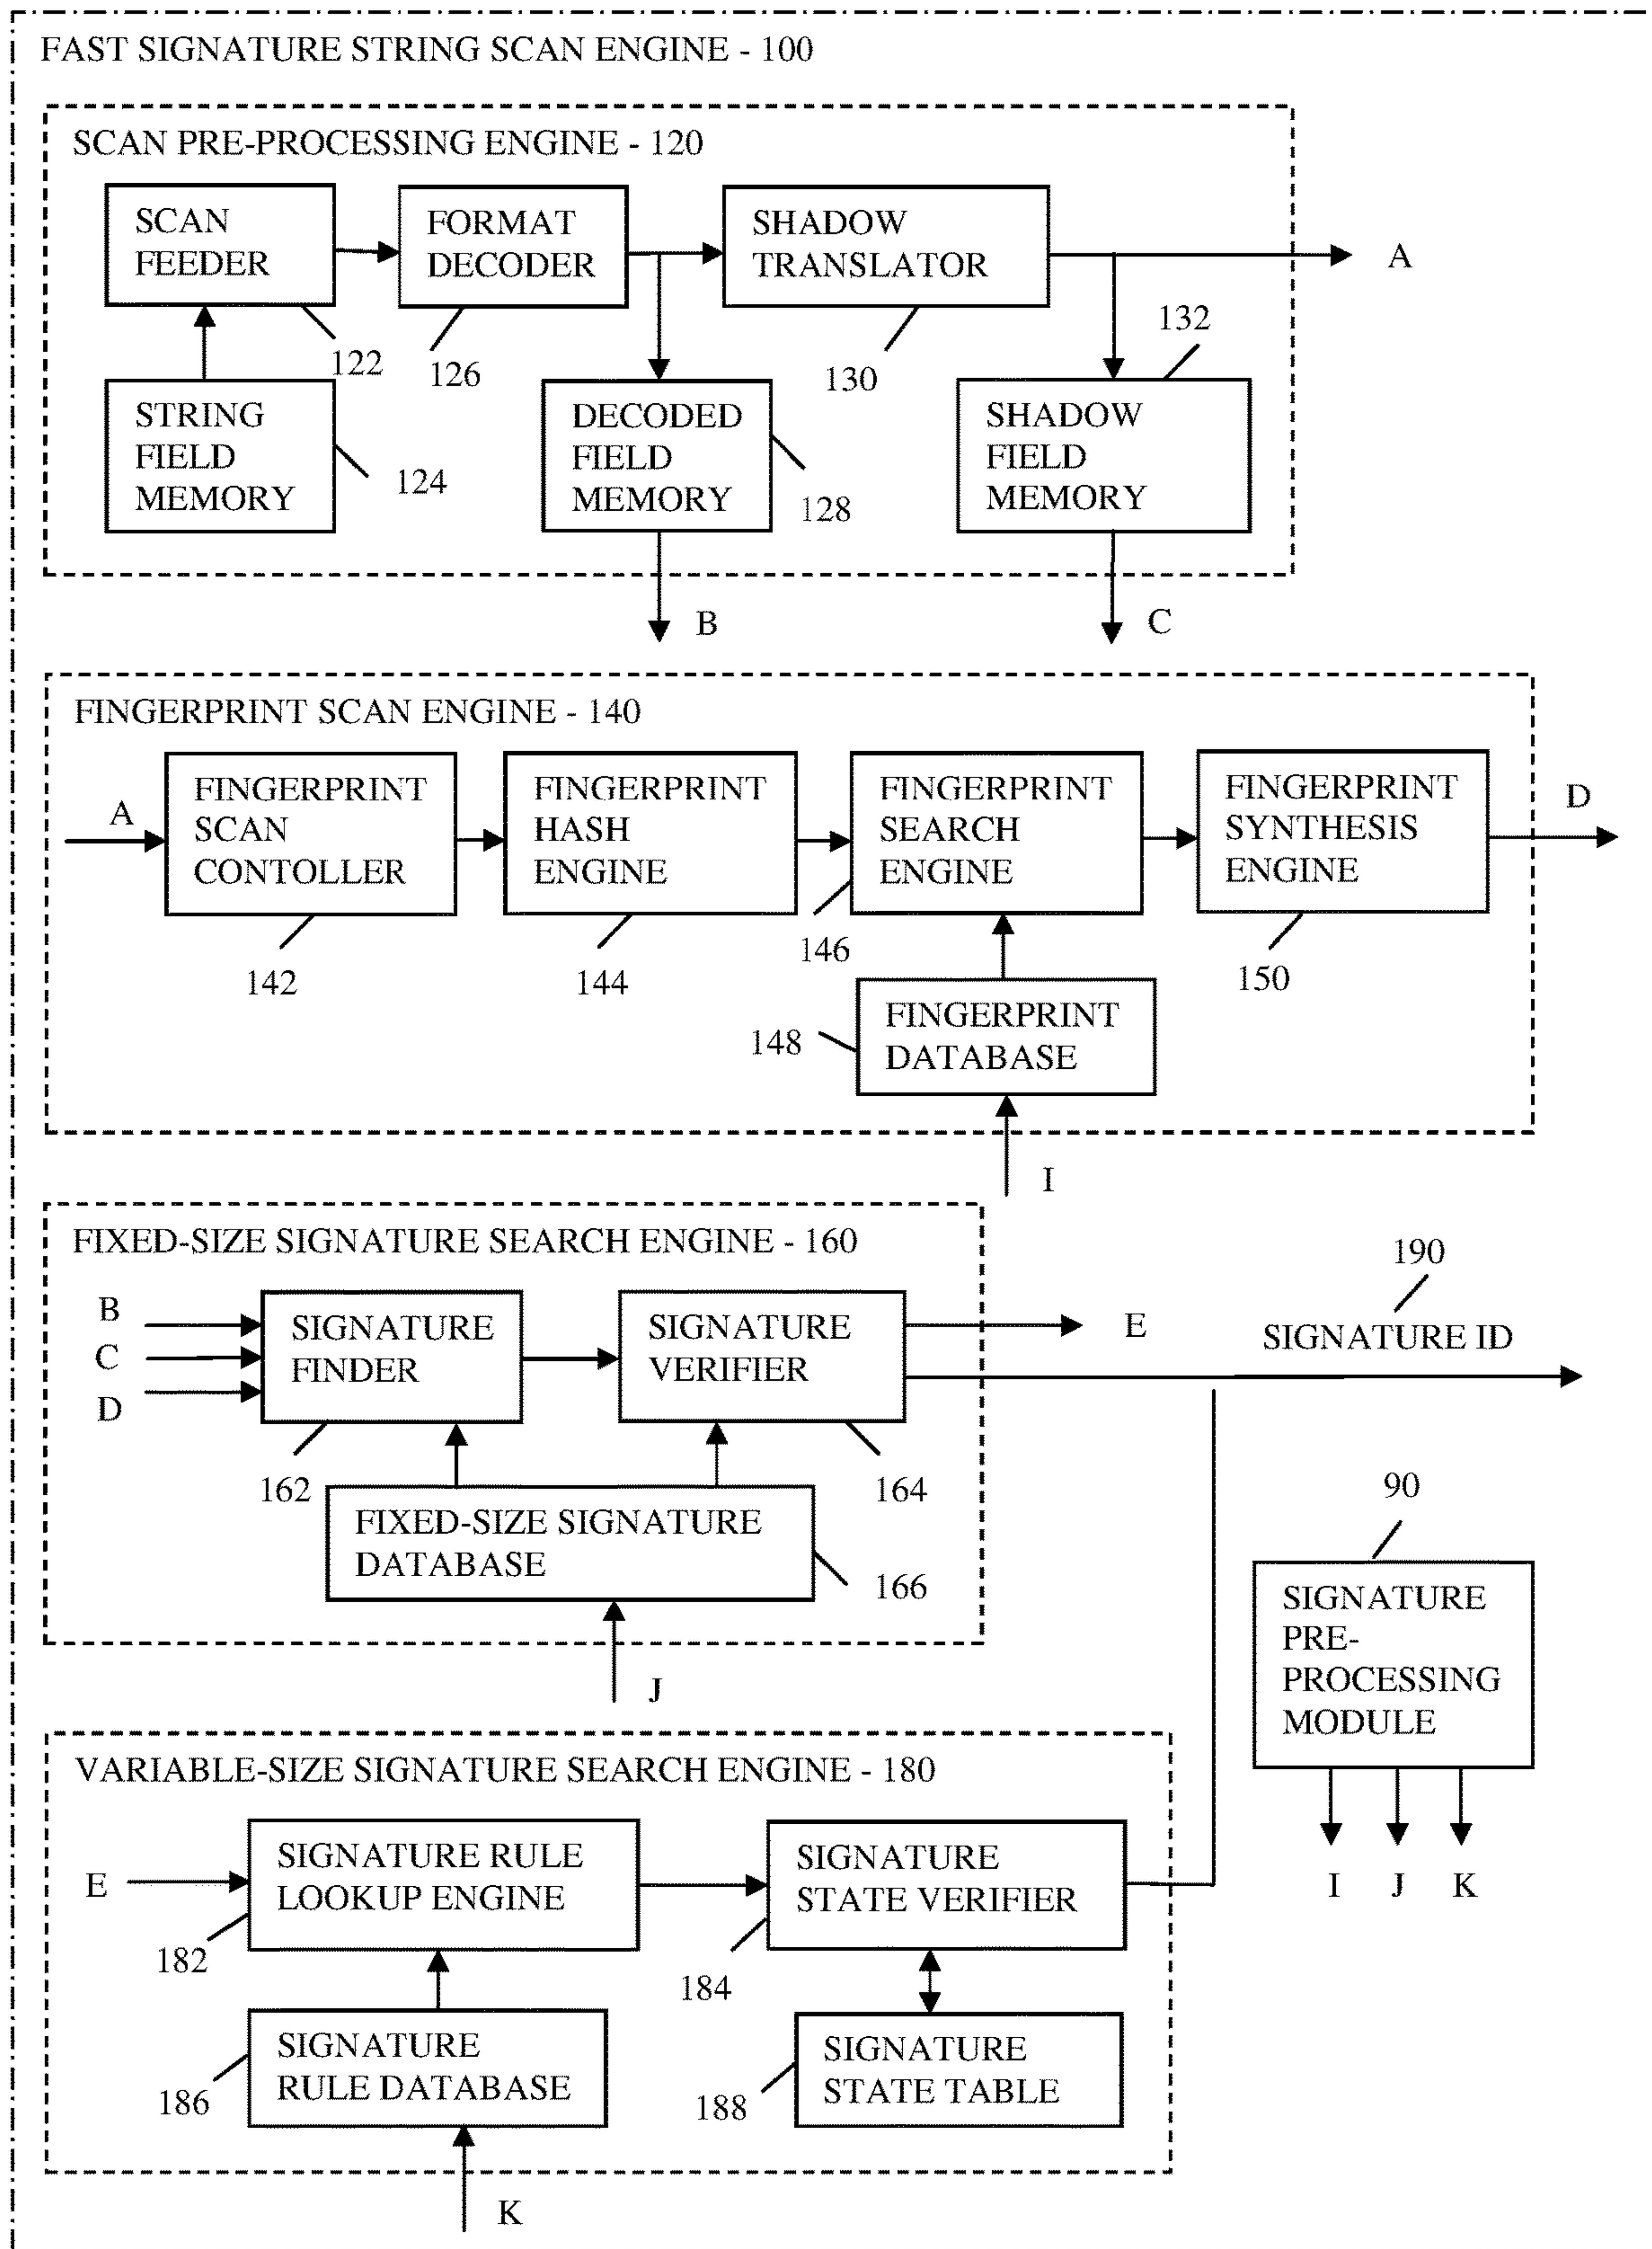 FAST SIGNATURE STRING SCAN ENGINE - 100
SCAN PRE-PROCESSING ENGINE - 120
SCAN
FEEDER
FORMAT
DECODER
SHADOW
TRANSLATOR
A
122
126
130
132
STRING
FIELD
MEMORY
124
DECODED
FIELD
MEMORY
128
SHADOW
FIELD
MEMORY
B
C
FINGERPRINT SCAN ENGINE - 140
A
FINGERPRINT
SCAN
CONTOLLER
FINGERPRINT
HASH
ENGINE
FINGERPRINT
SEARCH
ENGINE
FINGERPRINT
SYNTHESIS
ENGINE
D
142
144
146
150
148
FINGERPRINT
DATABASE
I
FIXED-SIZE SIGNATURE SEARCH ENGINE - 160
B
C
D
SIGNATURE
FINDER
SIGNATURE
VERIFIER
E
190
SIGNATURE ID
162
164
FIXED-SIZE SIGNATURE
DATABASE
166
J
90
SIGNATURE
PRE-
PROCESSING
MODULE
I
J
K
VARIABLE-SIZE SIGNATURE SEARCH ENGINE - 180
E
SIGNATURE RULE
LOOKUP ENGINE
SIGNATURE
STATE VERIFIER
182
184
SIGNATURE
RULE DATABASE
186
SIGNATURE
STATE TABLE
188
K